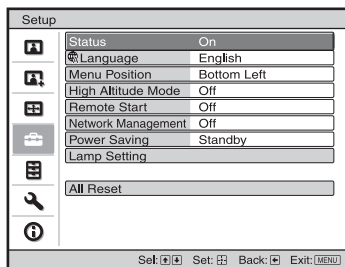 Setup
Status On
Language English
Menu Position Bottom Left
High Altitude Mode Off
Remote Start Off
Network Management Off
Power Saving Standby
Lamp Setting
All Reset
Sel: Set: Back: Exit: MENU